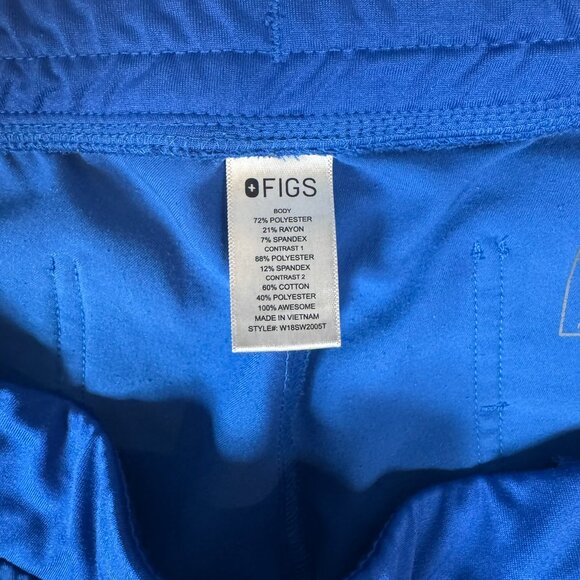 FIGS
BODY
72% POLYESTER
21% RAYON
7% SPANDEX
CONTRAST 1
88% POLYESTER
12% SPANDEX
CONTRAST 2
60% COTTON
40% POLYESTER
100% AWESOME
MADE IN VIETNAM
STYLE#: W18SW2005T